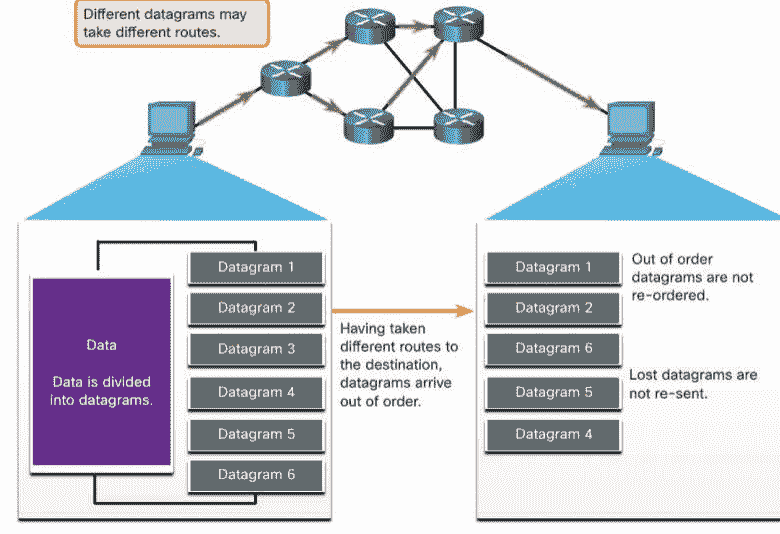 Different datagrams may
take different routes.
Data
Data is divided
into datagrams.
Datagram 1
Datagram 2
Datagram 3
Datagram 4
Datagram 5
Datagram 6
Having taken
different routes to
the destination,
datagrams arrive
out of order.
Datagram 1
Datagram 2
Datagram 6
Datagram 5
Datagram 4
Out of order
datagrams are not
re-ordered.
Lost datagrams are
not re-sent.